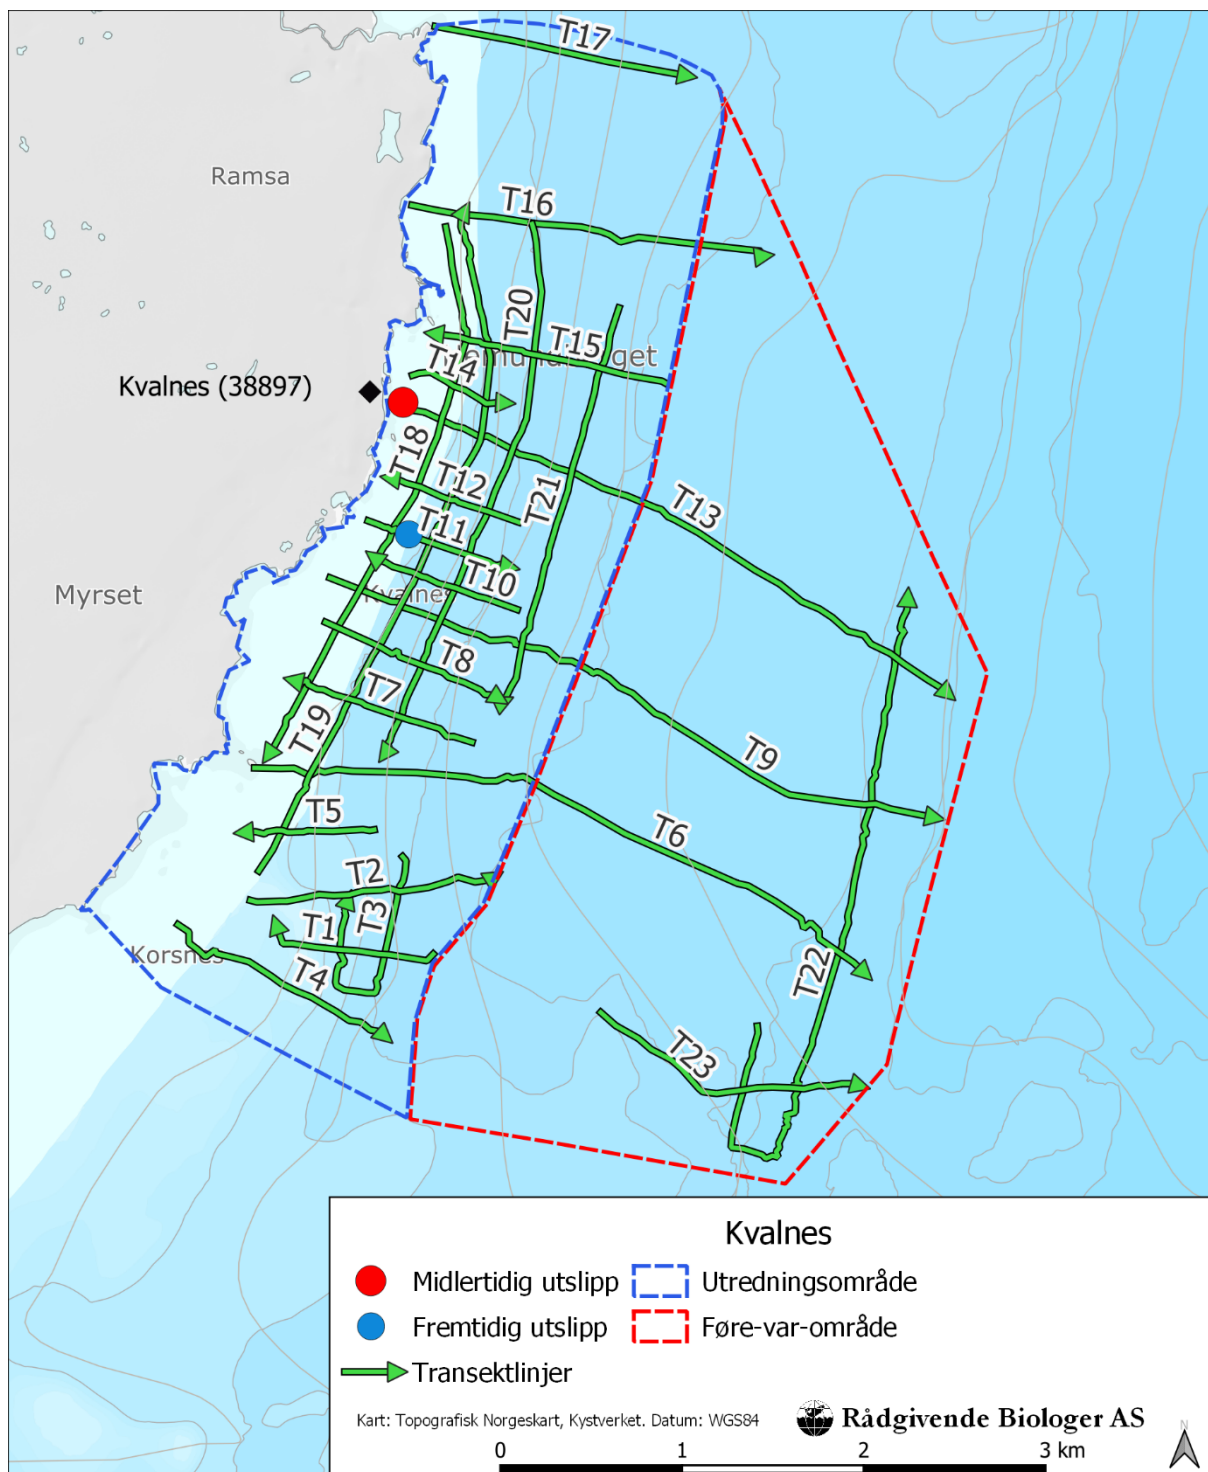 T17
Ramsa
T16
T20
T15
T14
Kvalnes (38897)
T18
T12
T21
T13
T11
T10
Myrset
Kvalnes
T8
T7
T19
T9
T5
T6
T2
T3
T1
Korsnes
T4
T22
T23
Kvalnes
Midlertidig utslipp
Utredningsområde
Fremtidig utslipp
Føre-var-område
Transektlinjer
Kart: Topografisk Norgeskart, Kystverket. Datum: WGS84
Rådgivende Biologer AS
N
0 1 2 3 km